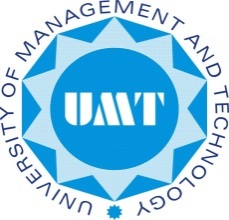 UNIVERSITY OF MANAGEMENT AND TECHNOLOGY
UMT